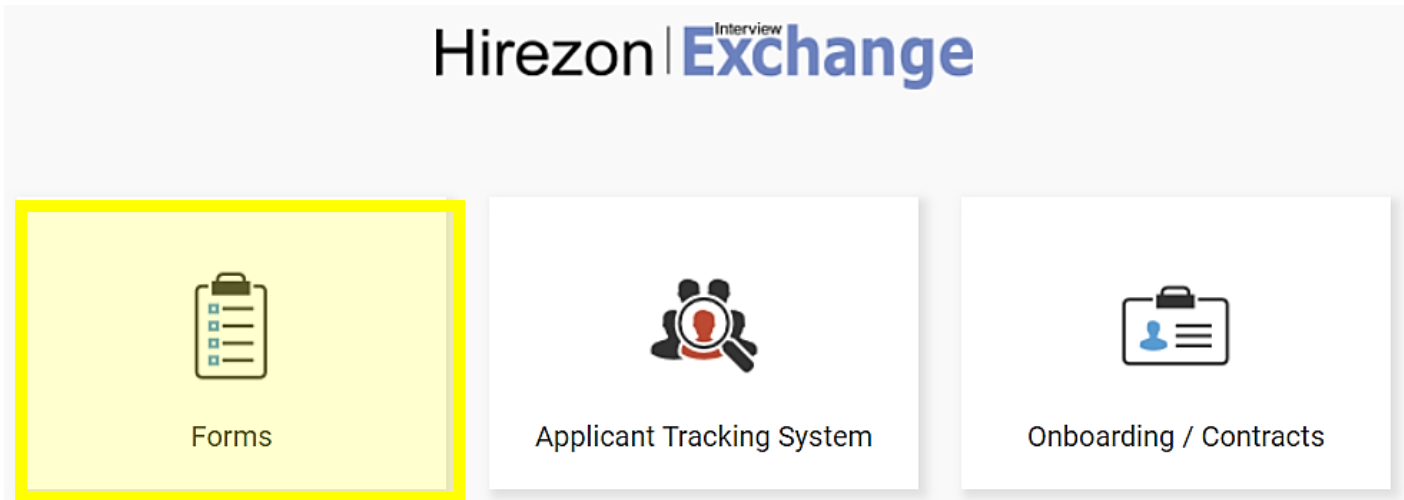 Hirezon | Interview Exchange
Forms
Applicant Tracking System
Onboarding / Contracts